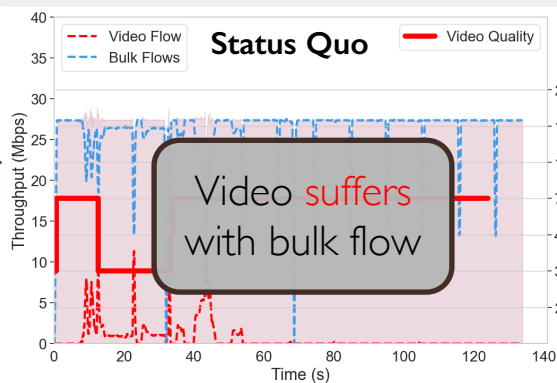 Status Quo
Video Flow
Bulk Flows
Video Quality
Throughput (Mbps)
40
35
30
25
20
15
10
5
0
Video suffers
with bulk flow
0 20 40 60 80 100 120 140
Time (s)